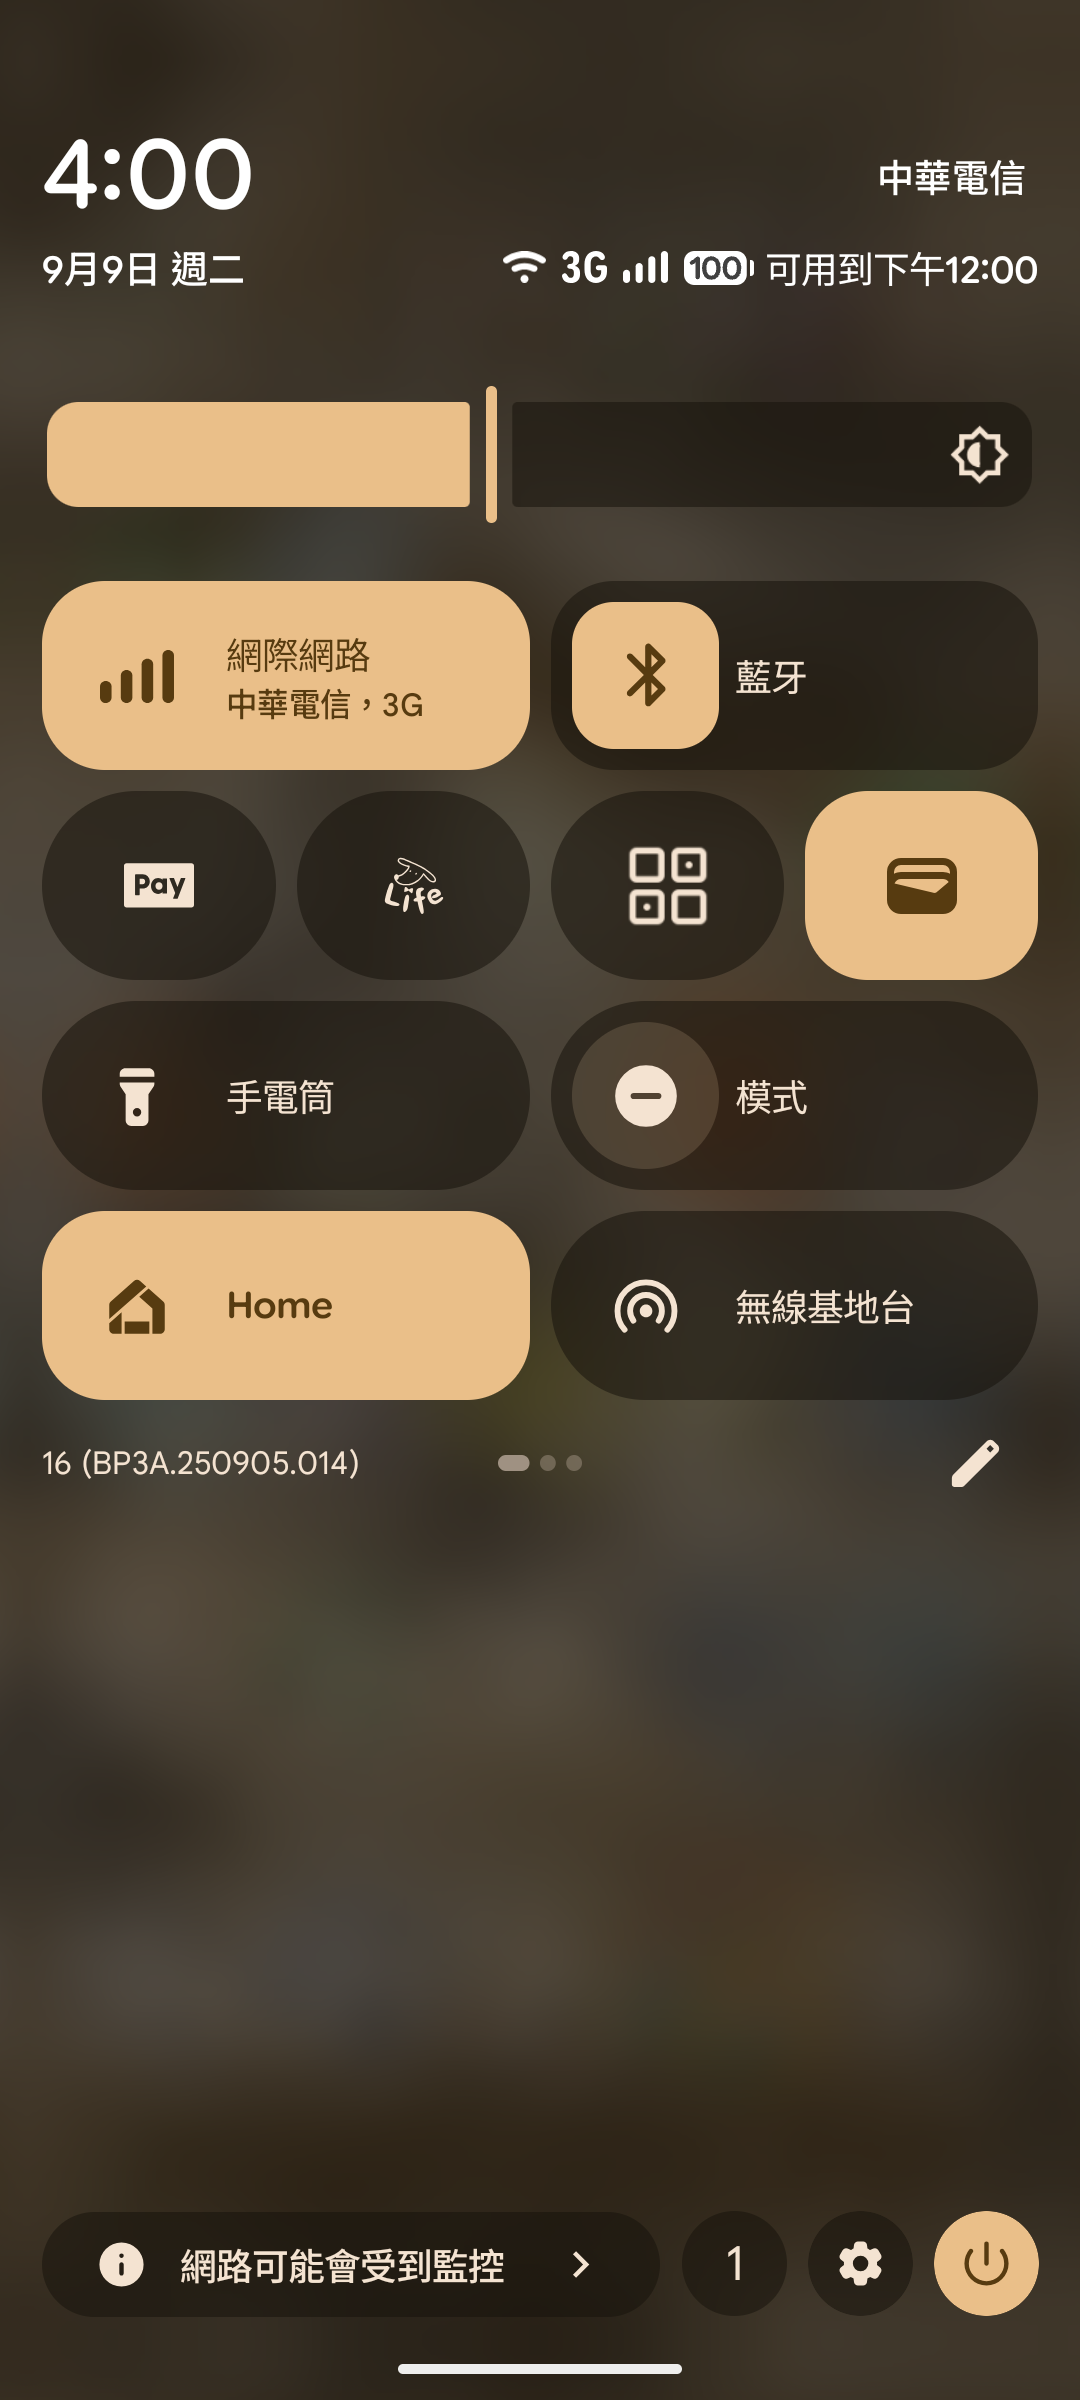 4:00
中華電信
9月9日 週二
3G 100 可用到下午12:00
網際網路
中華電信，3G
藍牙
Pay
Life
手電筒
模式
Home
無線基地台
16 (BP3A.250905.014)
網路可能會受到監控
1